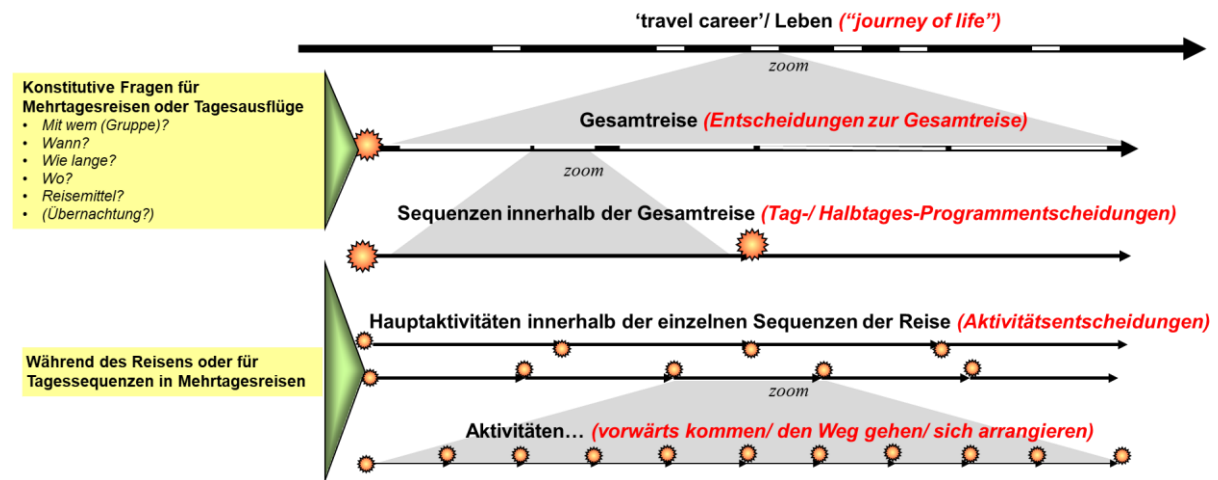 ‘travel career’/ Leben (“journey of life”)
zoom
Konstitutive Fragen für
Mehrtagesreisen oder Tagesausflüge
• Mit wem (Gruppe)?
• Wann?
• Wie lange?
• Wo?
• Reisemittel?
• (Übernachtung?)
Gesamtreise (Entscheidungen zur Gesamtreise)
zoom
Sequenzen innerhalb der Gesamtreise (Tag-/ Halbtages-Programmentscheidungen)
Hauptaktivitäten innerhalb der einzelnen Sequenzen der Reise (Aktivitätsentscheidungen)
Während des Reisens oder für
Tagessequenzen in Mehrtagesreisen
zoom
Aktivitäten… (vorwärts kommen/ den Weg gehen/ sich arrangieren)